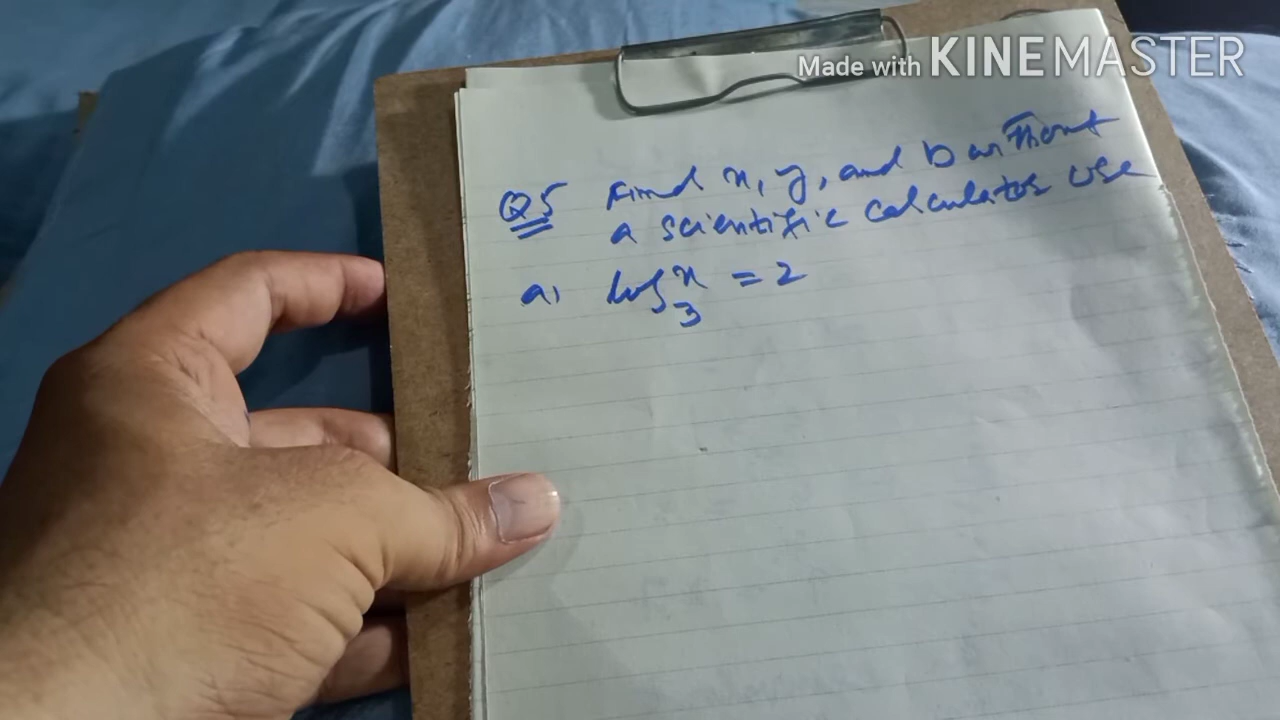 Made with KINEMASTER
Q5 Find x, y, and b without
a scientific calculator use
a, log x = 2
3